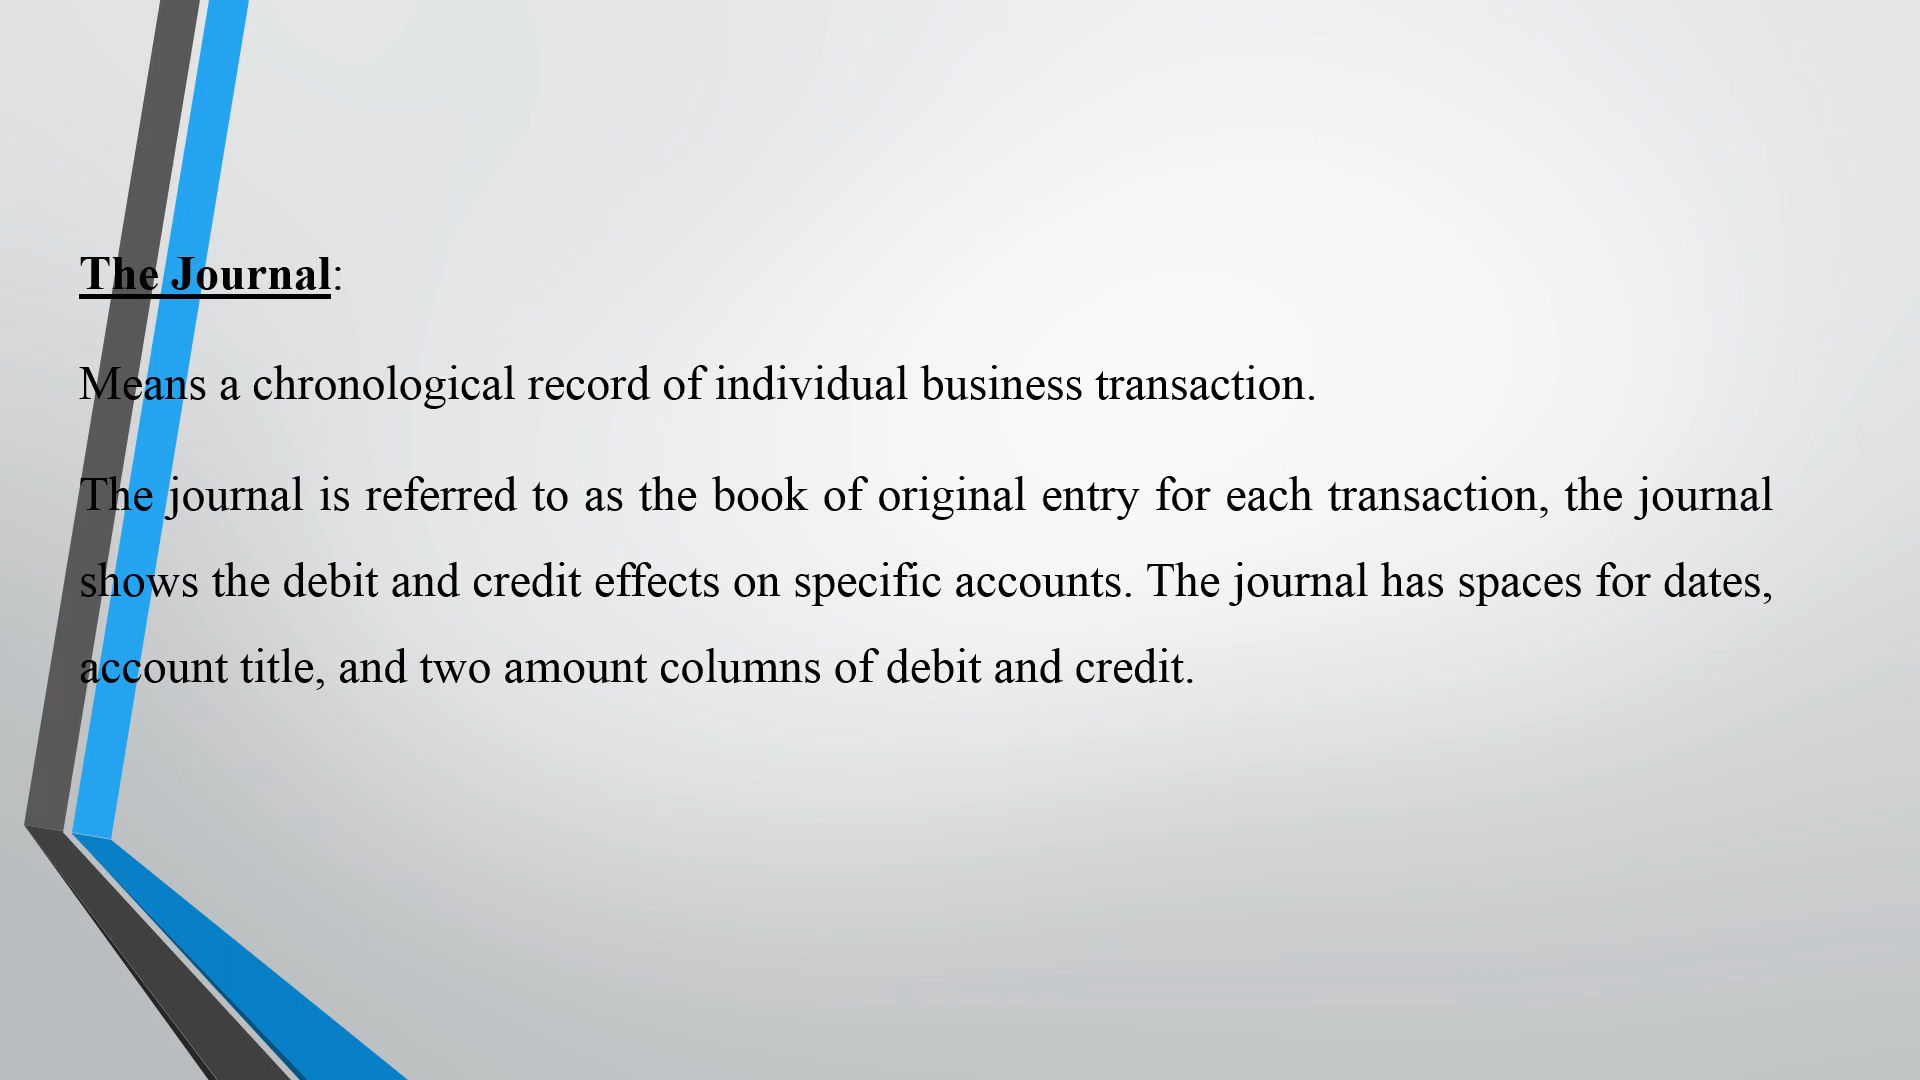 The Journal:
Means a chronological record of individual business transaction.
The journal is referred to as the book of original entry for each transaction, the journal
shows the debit and credit effects on specific accounts. The journal has spaces for dates,
account title, and two amount columns of debit and credit.